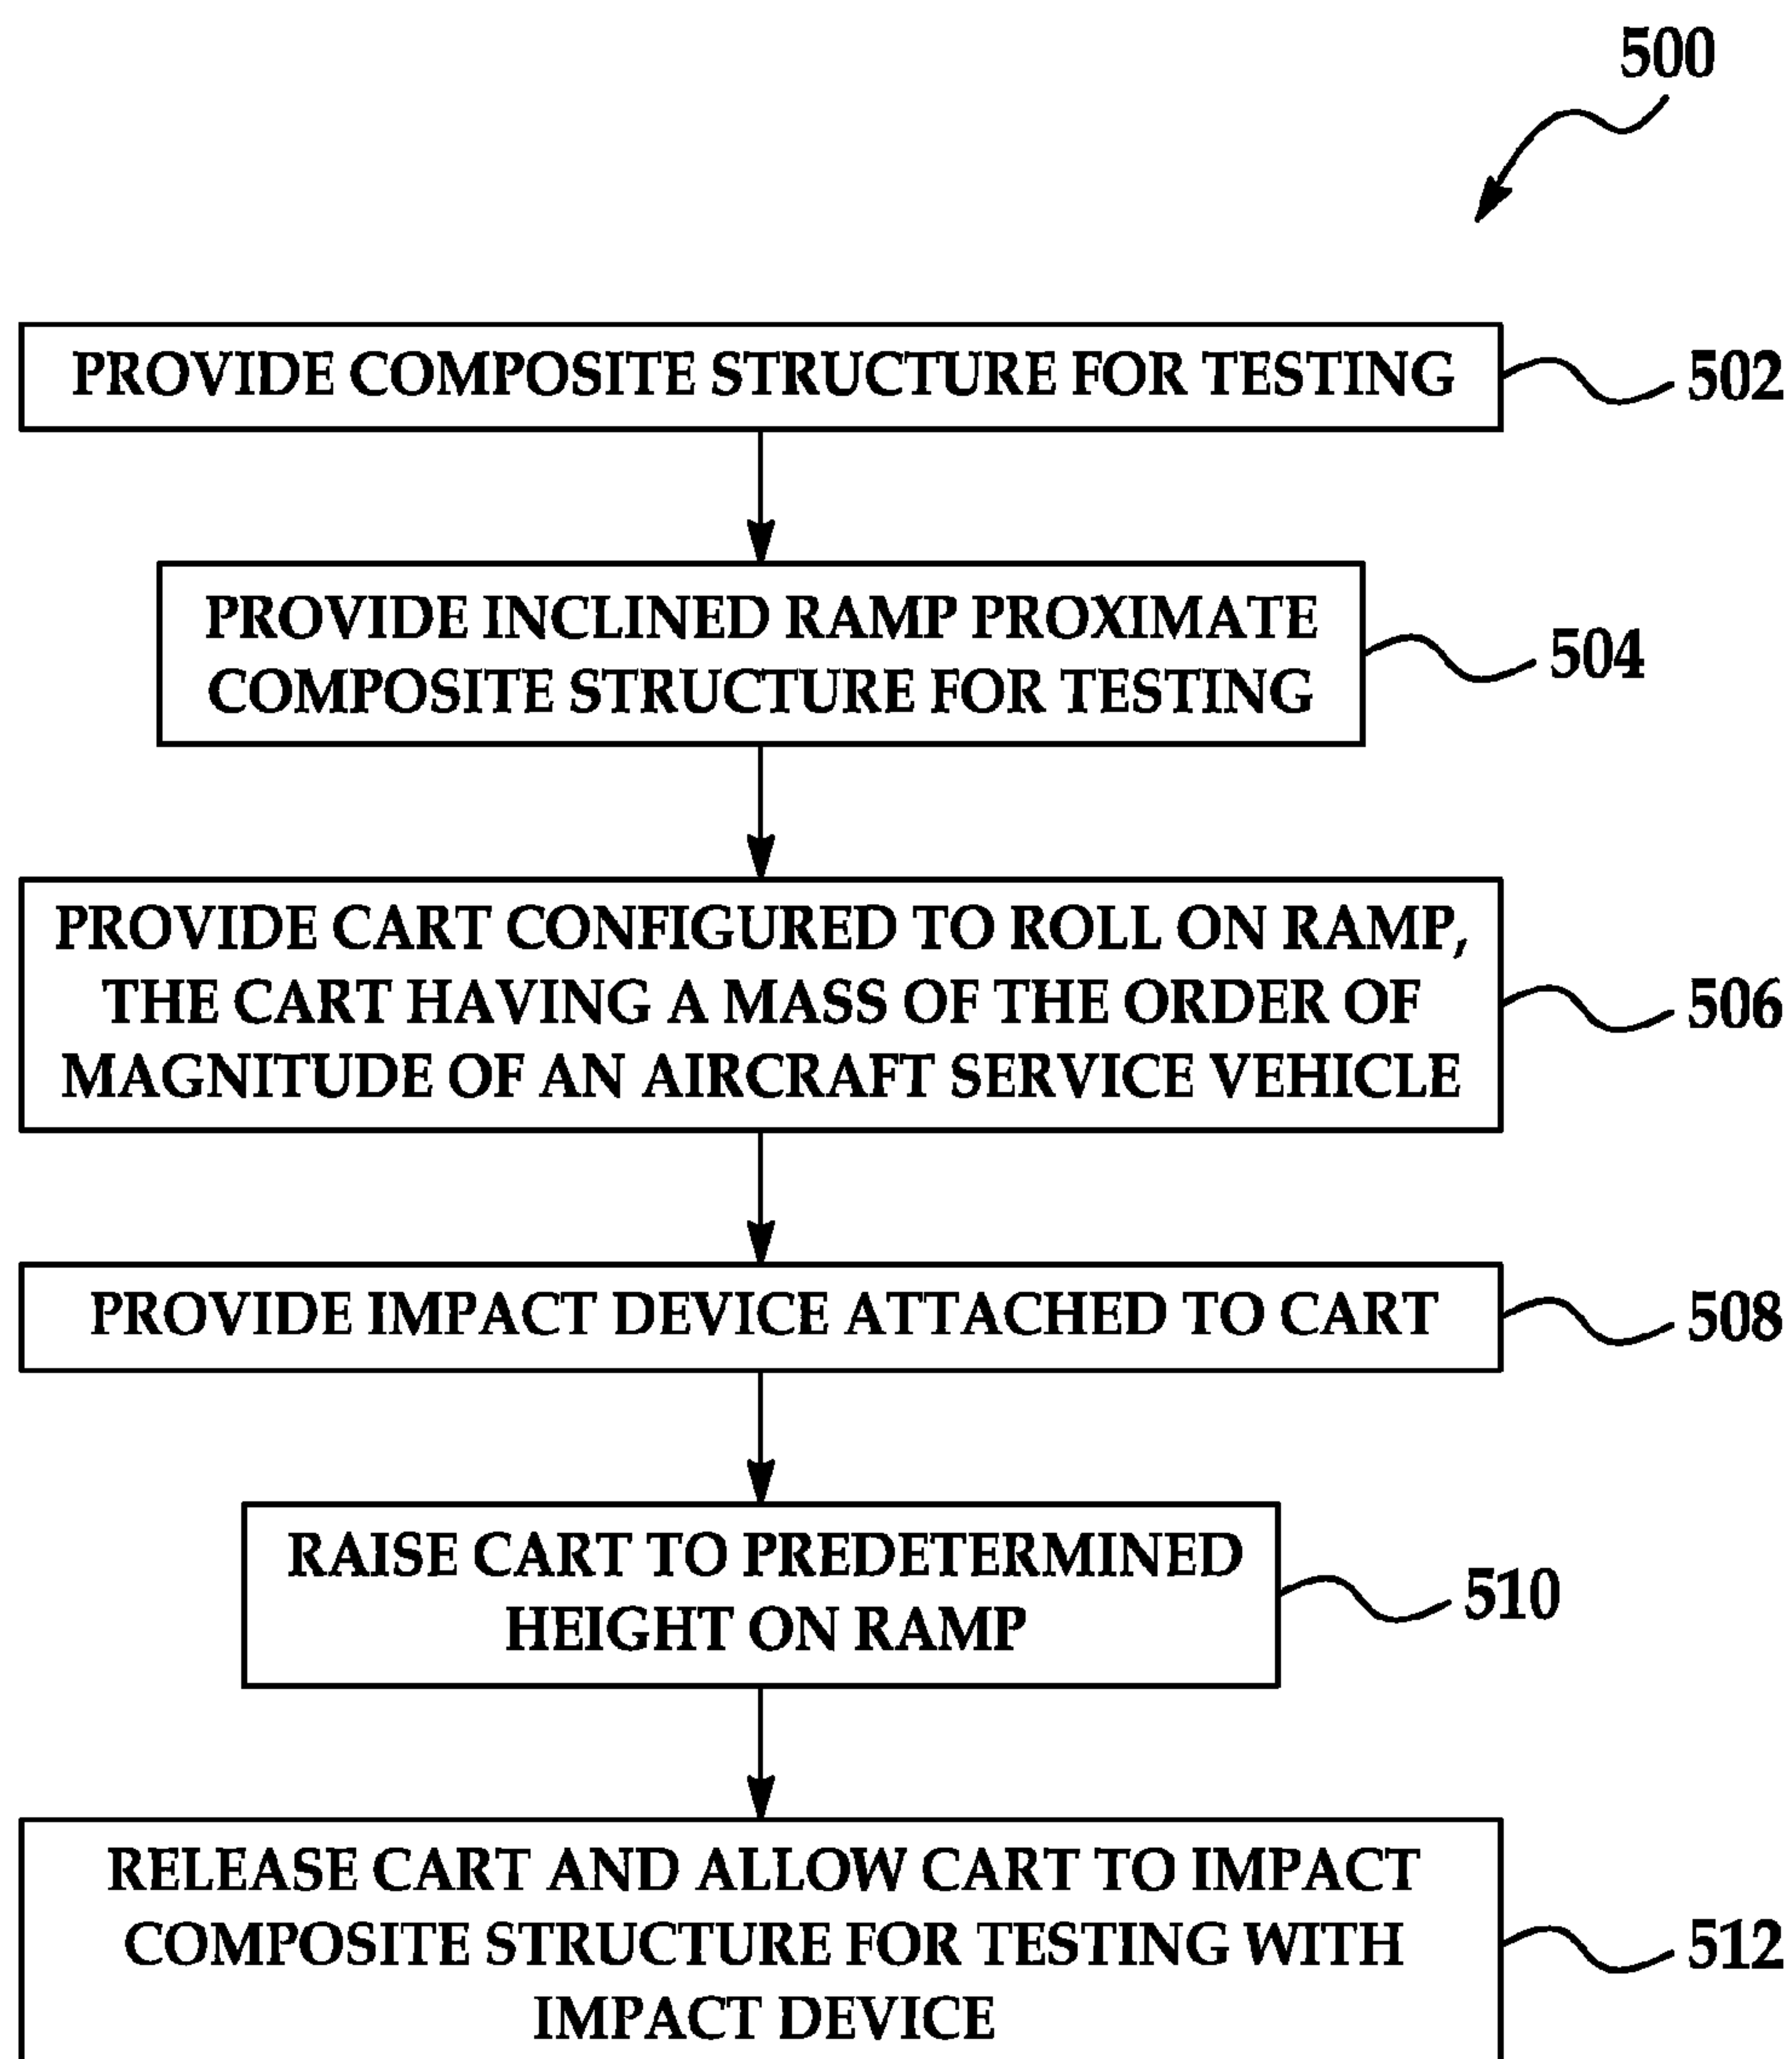 500
PROVIDE COMPOSITE STRUCTURE FOR TESTING
502
PROVIDE INCLINED RAMP PROXIMATE
COMPOSITE STRUCTURE FOR TESTING
504
PROVIDE CART CONFIGURED TO ROLL ON RAMP,
THE CART HAVING A MASS OF THE ORDER OF
MAGNITUDE OF AN AIRCRAFT SERVICE VEHICLE
506
PROVIDE IMPACT DEVICE ATTACHED TO CART
508
RAISE CART TO PREDETERMINED
HEIGHT ON RAMP
510
RELEASE CART AND ALLOW CART TO IMPACT
COMPOSITE STRUCTURE FOR TESTING WITH
IMPACT DEVICE
512